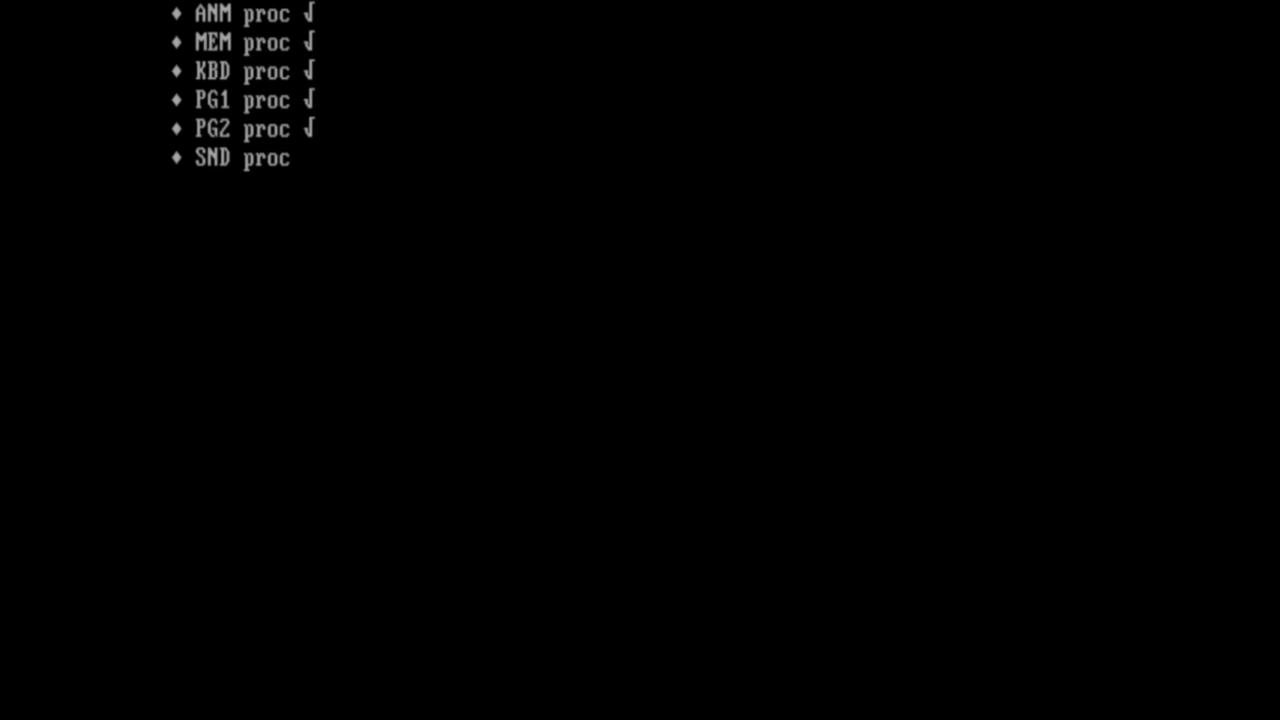 ♦ ANM proc √
♦ MEM proc √
♦ KBD proc √
♦ PG1 proc √
♦ PG2 proc √
♦ SND proc